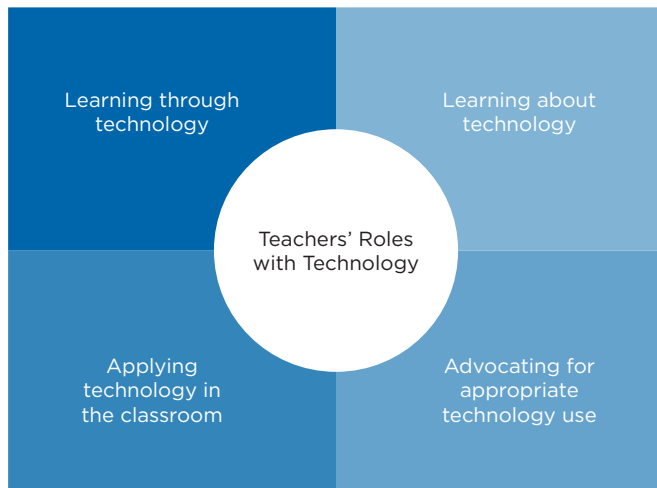 Learning through
technology
Learning about
technology
Teachers’ Roles
with Technology
Applying
technology in
the classroom
Advocating for
appropriate
technology use